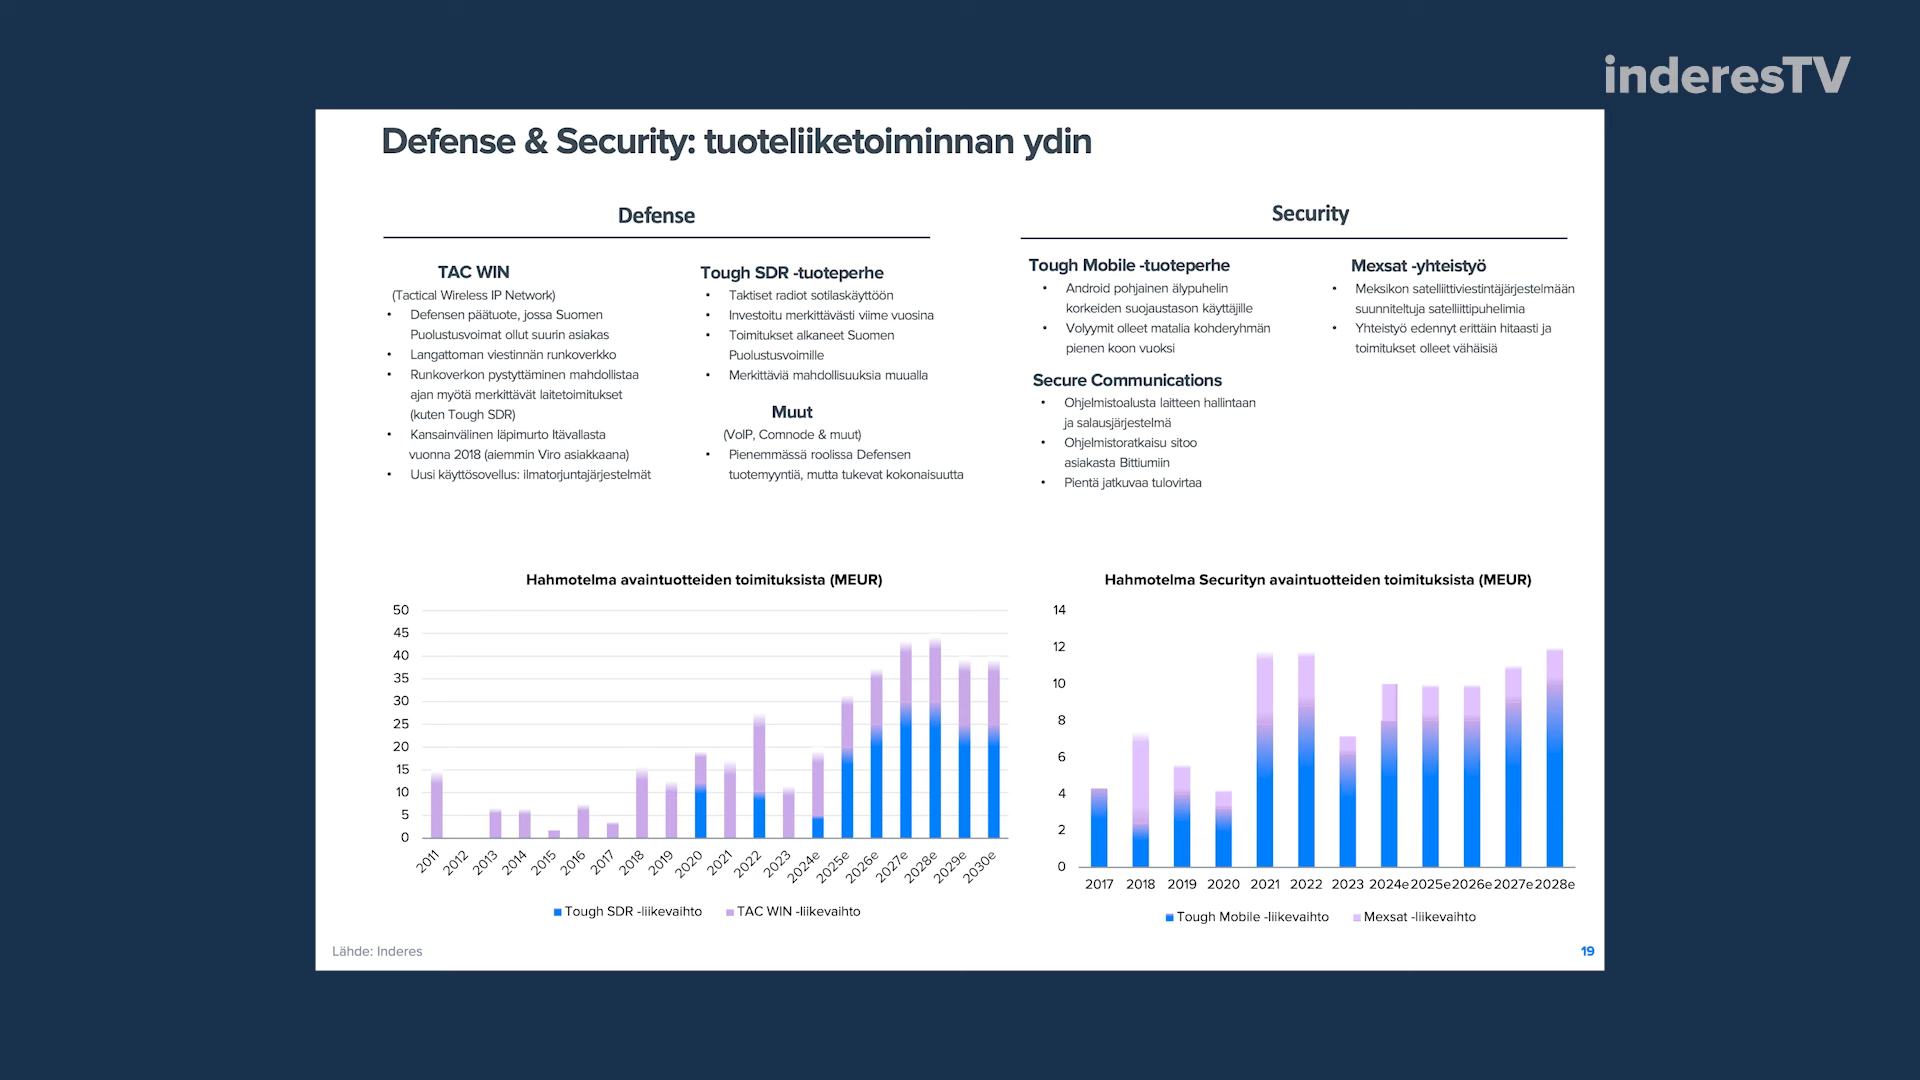 inderesTV
Defense & Security: tuoteliiketoiminnan ydin
Defense
TAC WIN
(Tactical Wireless IP Network)
• Defensen päätuote, jossa Suomen
Puolustusvoimat ollut suurin asiakas
• Langattoman viestinnän runkoverkko
• Runkoverkon pystyttäminen mahdollistaa
ajan myötä merkittävät laitetoimitukset
(kuten Tough SDR)
• Kansainvälinen läpimurto Itävallasta
vuonna 2018 (aiemmin Viro asiakkaana)
• Uusi käyttösovellus: ilmatorjuntajärjestelmät
Tough SDR -tuoteperhe
• Taktiset radiot sotilaskäyttöön
• Investoitu merkittävästi viime vuosina
• Toimitukset alkaneet Suomen
Puolustusvoimille
• Merkittäviä mahdollisuuksia muualla
Muut
(VoIP, Comnode & muut)
• Pienemmässä roolissa Defensen
tuotemyyntiä, mutta tukevat kokonaisuutta
Security
Tough Mobile -tuoteperhe
• Android pohjainen älypuhelin
korkeiden suojaustason käyttäjille
• Volyymit olleet matalia kohderyhmän
pienen koon vuoksi
Secure Communications
• Ohjelmistoalusta laitteen hallintaan
ja salausjärjestelmä
• Ohjelmistoratkaisu sitoo
asiakasta Bittiumiin
• Pientä jatkuvaa tulovirtaa
Mexsat -yhteistyö
• Meksikon satelliittiviestintäjärjestelmään
suunniteltuja satelliittipuhelimia
• Yhteistyö edennyt erittäin hitaasti ja
toimitukset olleet vähäisiä
Hahmotelma avaintuotteiden toimituksista (MEUR)
50
45
40
35
30
25
20
15
10
5
0
2011 2012 2013 2014 2015 2016 2017 2018 2019 2020 2021 2022 2023 2024e 2025e 2026e 2027e 2028e 2029e 2030e
Tough SDR -liikevaihto TAC WIN -liikevaihto
Hahmotelma Securityn avaintuotteiden toimituksista (MEUR)
14
12
10
8
6
4
2
0
2017 2018 2019 2020 2021 2022 2023 2024e 2025e 2026e 2027e 2028e
Tough Mobile -liikevaihto Mexsat -liikevaihto
Lähde: Inderes
19